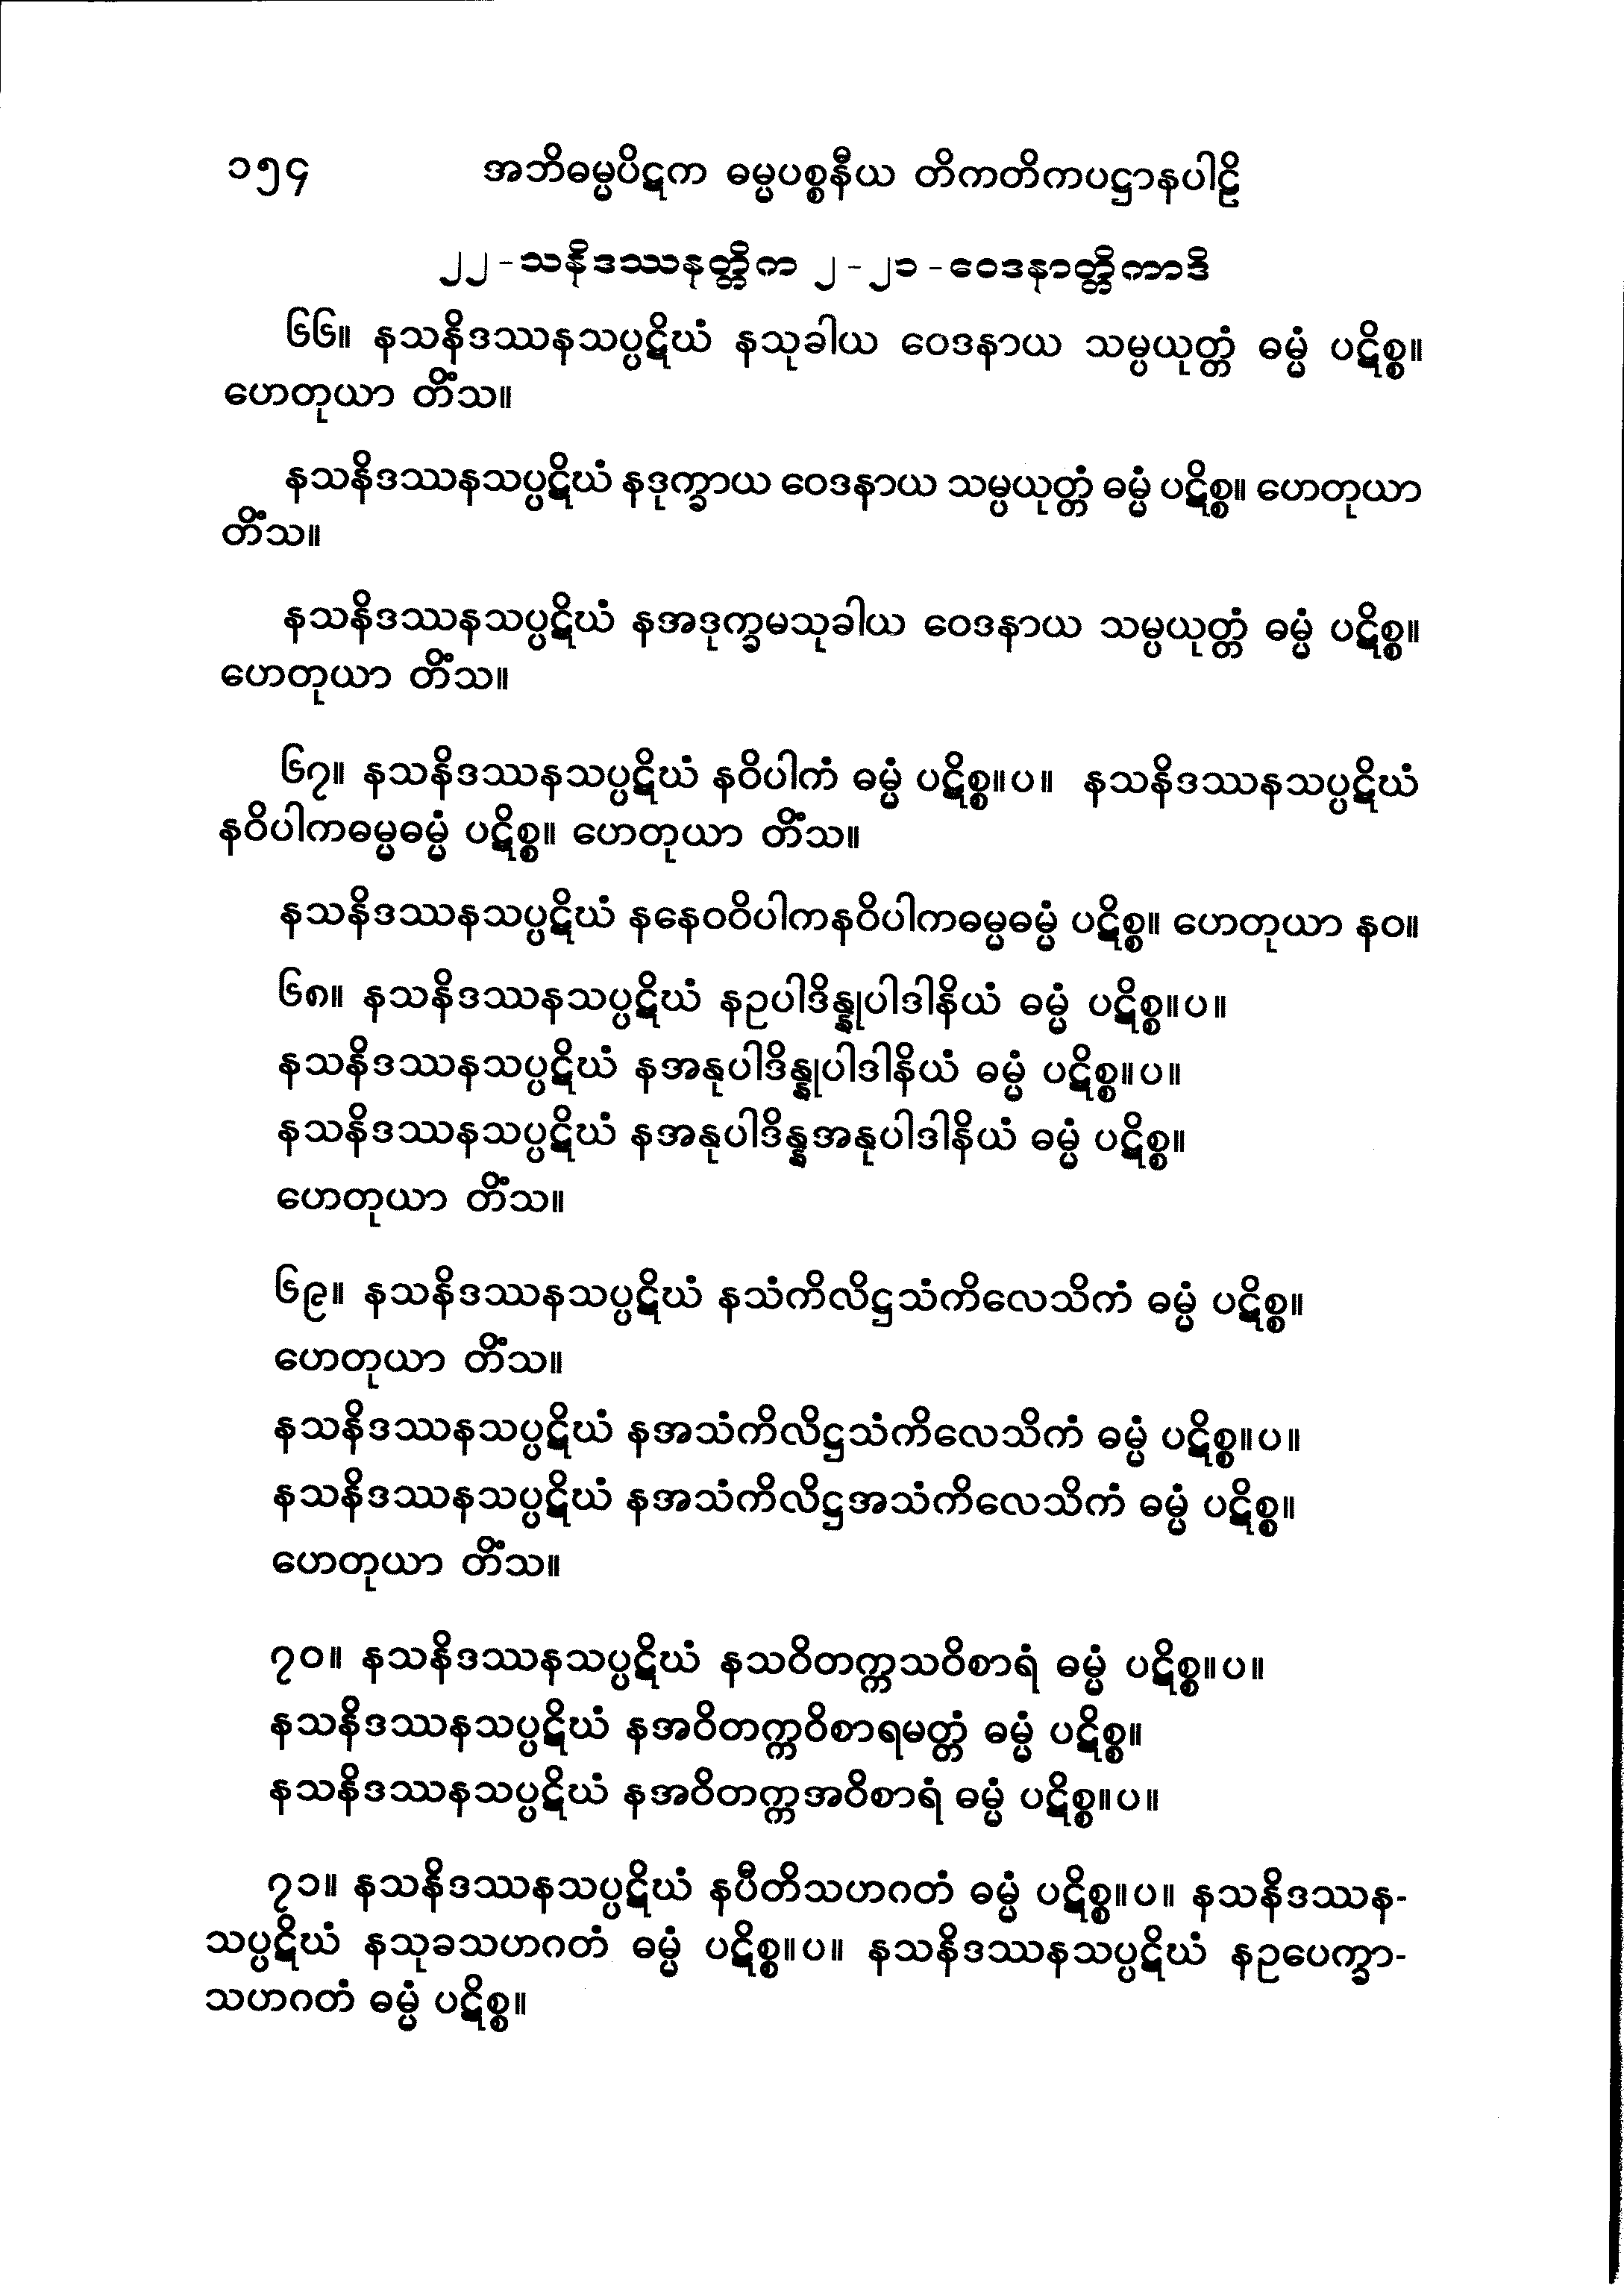 ၁၅၄ အဘိဓမ္မပိဋက ဓမ္မပစ္စနီယ တိကတိကပဋ္ဌာနပါဠိ
၂၂-သနိဒဿနတ္တိက ၂-၂၁-ဝေဒနာတ္တိကာဒိ
၆၆။ နသနိဒဿနသပ္ပဋိဃံ နသုခါယ ဝေဒနာယ သမ္ပယုတ္တံ ဓမ္မံ ပဋိစ္စ။
ဟေတုယာ တိံသ။
နသနိဒဿနသပ္ပဋိဃံ နဒုက္ခာယ ဝေဒနာယ သမ္ပယုတ္တံ ဓမ္မံ ပဋိစ္စ။ ဟေတုယာ
တိံသ။
နသနိဒဿနသပ္ပဋိဃံ နအဒုက္ခမသုခါယ ဝေဒနာယ သမ္ပယုတ္တံ ဓမ္မံ ပဋိစ္စ။
ဟေတုယာ တိံသ။
၆၇။ နသနိဒဿနသပ္ပဋိဃံ နဝိပါကံ ဓမ္မံ ပဋိစ္စ။ပ။ နသနိဒဿနသပ္ပဋိဃံ
နဝိပါကဓမ္မဓမ္မံ ပဋိစ္စ။ ဟေတုယာ တိံသ။
နသနိဒဿနသပ္ပဋိဃံ နနေဝဝိပါကနဝိပါကဓမ္မဓမ္မံ ပဋိစ္စ။ ဟေတုယာ နဝ။
၆၈။ နသနိဒဿနသပ္ပဋိဃံ နဥပါဒိန္နုပါဒါနိယံ ဓမ္မံ ပဋိစ္စ။ပ။
နသနိဒဿနသပ္ပဋိဃံ နအနုပါဒိန္နုပါဒါနိယံ ဓမ္မံ ပဋိစ္စ။ပ။
နသနိဒဿနသပ္ပဋိဃံ နအနုပါဒိန္နအနုပါဒါနိယံ ဓမ္မံ ပဋိစ္စ။
ဟေတုယာ တိံသ။
၆၉။ နသနိဒဿနသပ္ပဋိဃံ နသံကိလိဋ္ဌသံကိလေသိကံ ဓမ္မံ ပဋိစ္စ။
ဟေတုယာ တိံသ။
နသနိဒဿနသပ္ပဋိဃံ နအသံကိလိဋ္ဌသံကိလေသိကံ ဓမ္မံ ပဋိစ္စ။ပ။
နသနိဒဿနသပ္ပဋိဃံ နအသံကိလိဋ္ဌအသံကိလေသိကံ ဓမ္မံ ပဋိစ္စ။
ဟေတုယာ တိံသ။
၇၀။ နသနိဒဿနသပ္ပဋိဃံ နသဝိတက္ကသဝိစာရံ ဓမ္မံ ပဋိစ္စ။ပ။
နသနိဒဿနသပ္ပဋိဃံ နအဝိတက္ကဝိစာရမတ္တံ ဓမ္မံ ပဋိစ္စ။
နသနိဒဿနသပ္ပဋိဃံ နအဝိတက္ကအဝိစာရံ ဓမ္မံ ပဋိစ္စ။ပ။
၇၁။ နသနိဒဿနသပ္ပဋိဃံ နပီတိသဟဂတံ ဓမ္မံ ပဋိစ္စ။ပ။ နသနိဒဿန-
သပ္ပဋိဃံ နသုခသဟဂတံ ဓမ္မံ ပဋိစ္စ။ပ။ နသနိဒဿနသပ္ပဋိဃံ နဥပေက္ခာ-
သဟဂတံ ဓမ္မံ ပဋိစ္စ။